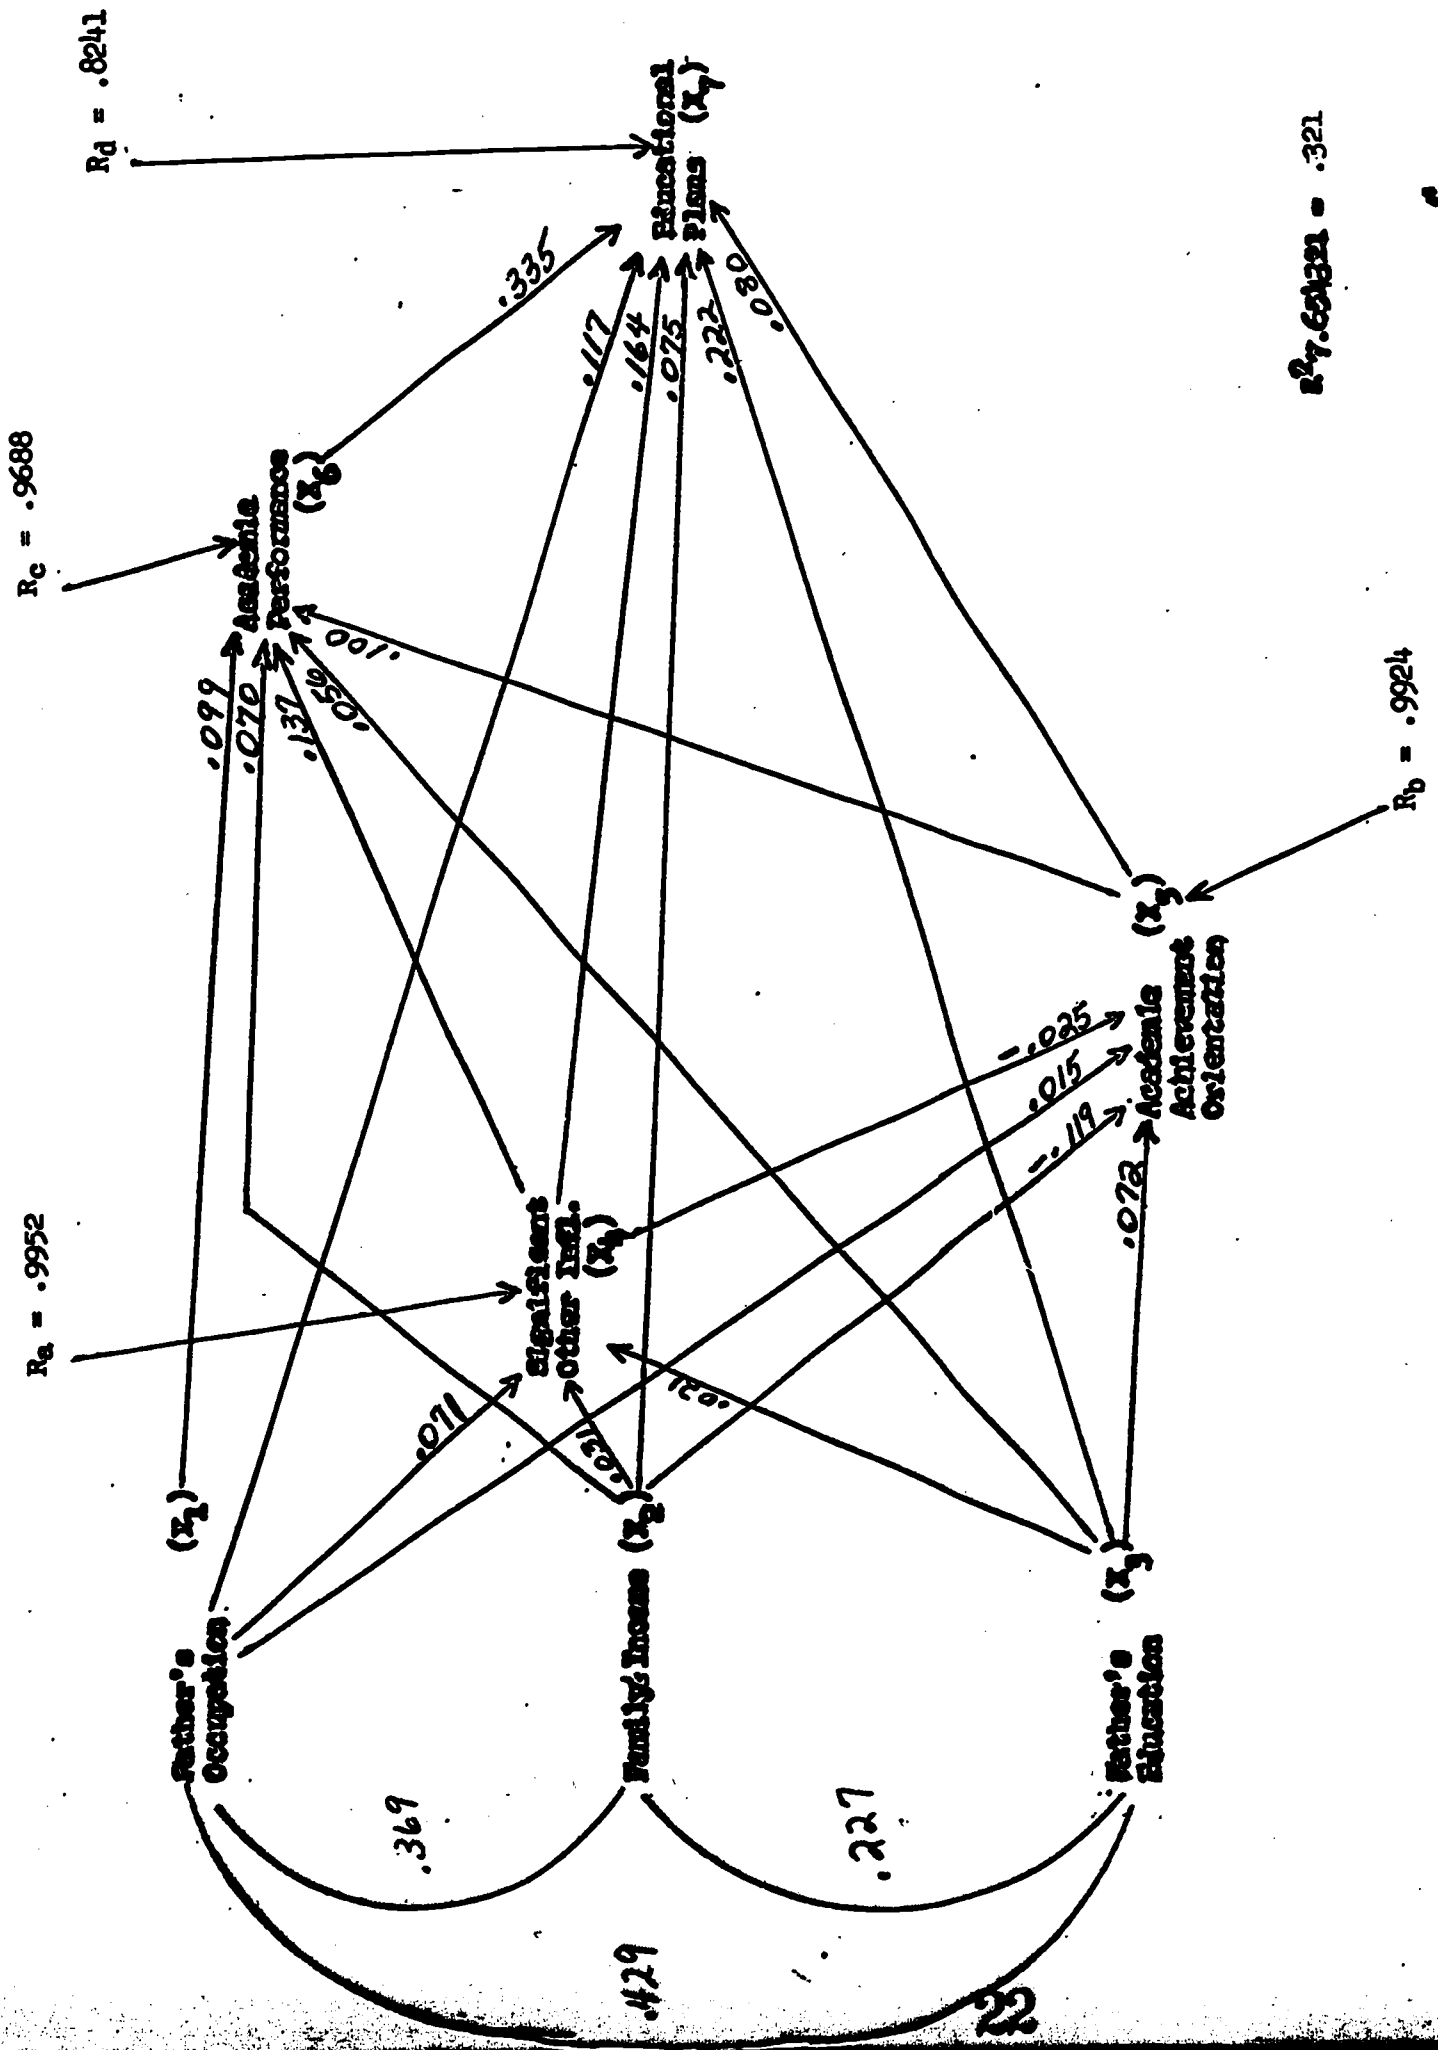 Ra = .9952
Rc = .9688
Rd = .8241
(X1)
Father's
Occupation
.099
.070
.137
.056
.100
Academic
Performance
(X6)
.335
.117
.164
.075
.222
.080
Educational
Plans (X7)
.071
.031
.021
Significant
Other Infl.
(X4)
.369
.429
.227
Family Income (X2)
-.025
.015
-.119
.072
Father's
Education
(X3)
Academic
Achievement
Orientation
(X5)
Rb = .9924
R²7.654321 = .321
22